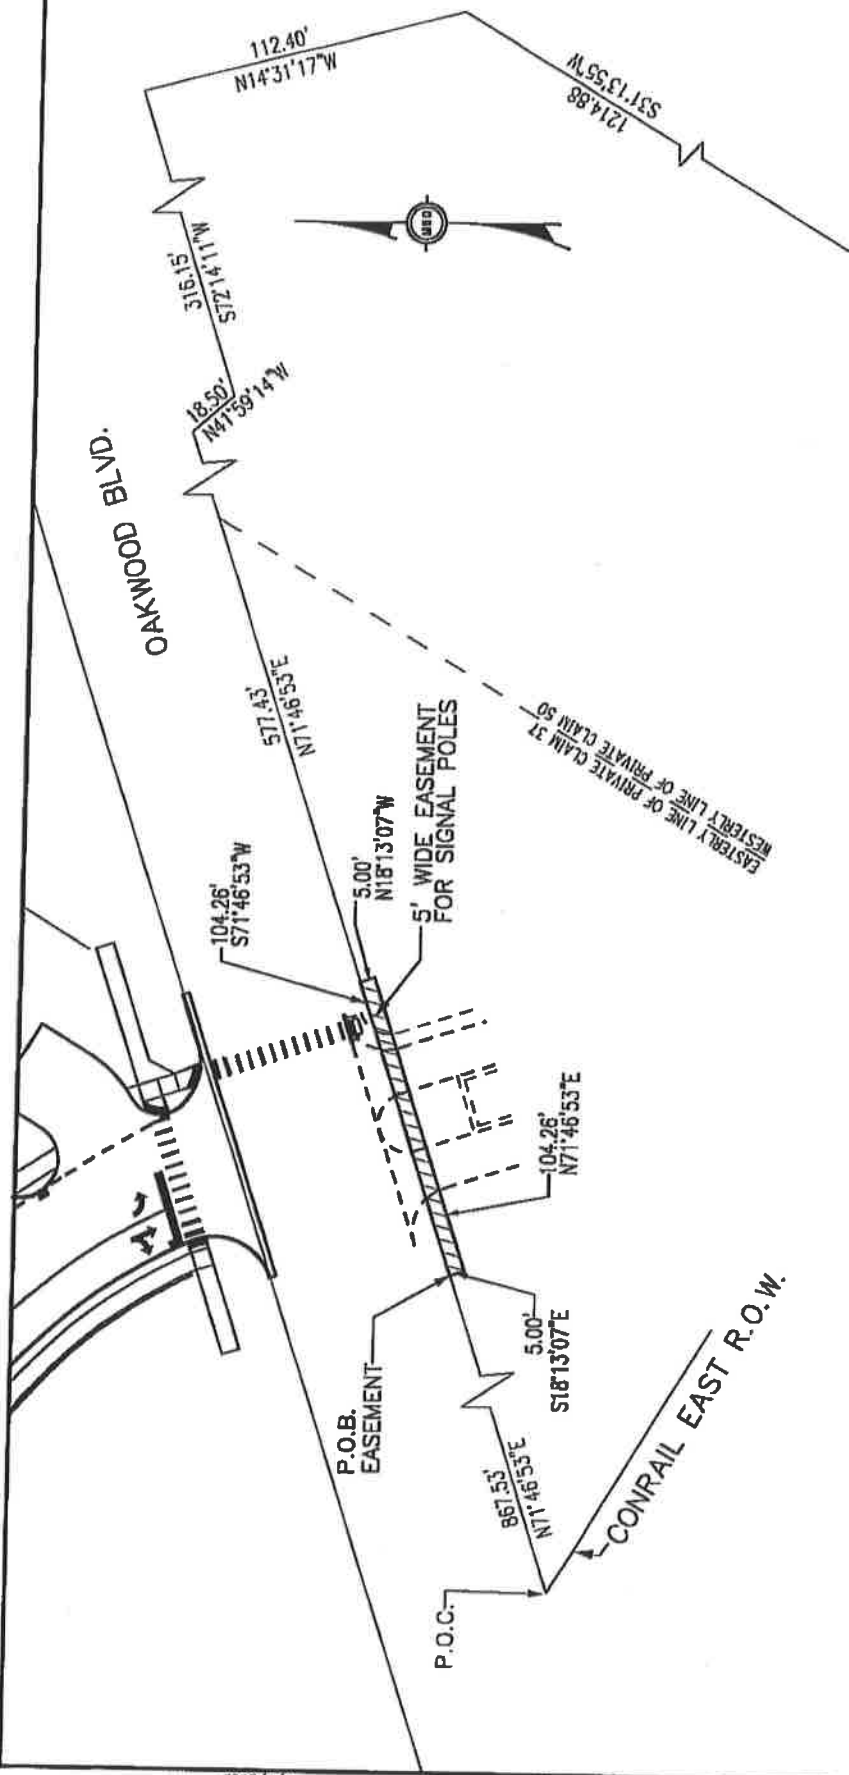 OAKWOOD BLVD.
112.40'
N14°31'17"W
1214.88
S31°13'55"W
316.15'
S72°14'11"W
18.50'
N41°59'14"W
577.43'
N71°46'53"E
EASTERLY LINE OF PRIVATE CLAIM 37
WESTERLY LINE OF PRIVATE CLAIM 50
104.26'
S71°46'53"W
5.00'
N18°13'07"W
5' WIDE EASEMENT
FOR SIGNAL POLES
104.26'
N71°46'53"E
P.O.B.
EASEMENT
5.00'
S18°13'07"E
867.53'
N71°46'53"E
P.O.C.
CONRAIL EAST R.O.W.